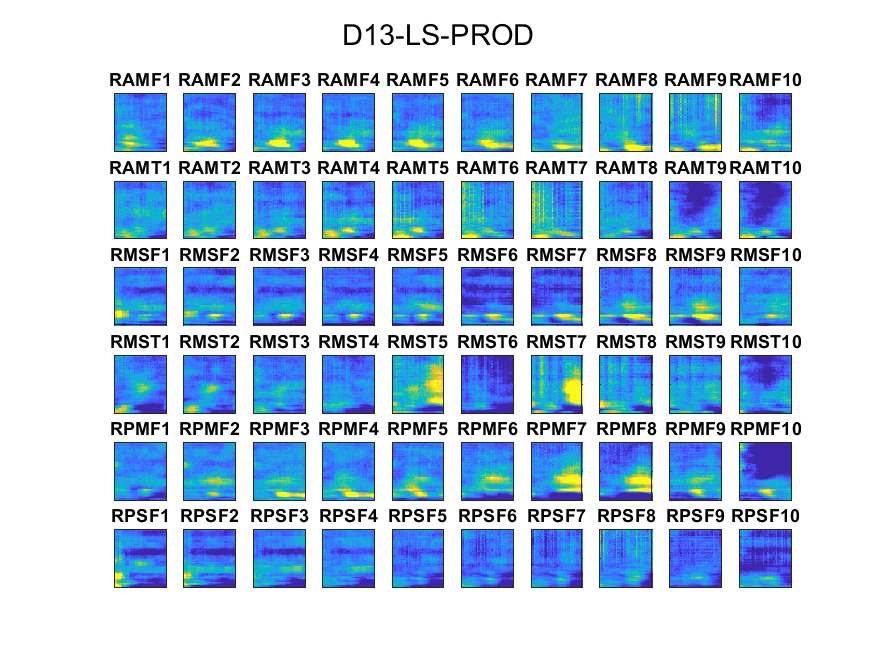 D13-LS-PROD
RAMF1 RAMF2 RAMF3 RAMF4 RAMF5 RAMF6 RAMF7 RAMF8 RAMF9 RAMF10
RAMT1 RAMT2 RAMT3 RAMT4 RAMT5 RAMT6 RAMT7 RAMT8 RAMT9 RAMT10
RMSF1 RMSF2 RMSF3 RMSF4 RMSF5 RMSF6 RMSF7 RMSF8 RMSF9 RMSF10
RMST1 RMST2 RMST3 RMST4 RMST5 RMST6 RMST7 RMST8 RMST9 RMST10
RPMF1 RPMF2 RPMF3 RPMF4 RPMF5 RPMF6 RPMF7 RPMF8 RPMF9 RPMF10
RPSF1 RPSF2 RPSF3 RPSF4 RPSF5 RPSF6 RPSF7 RPSF8 RPSF9 RPSF10